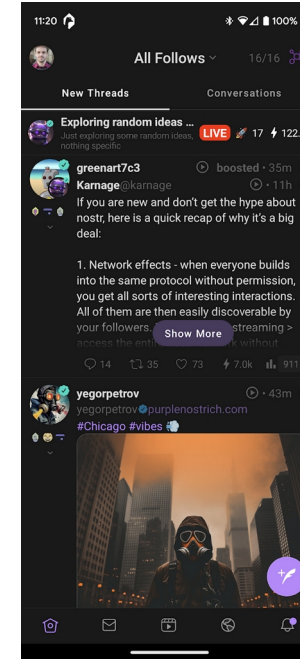 11:20
100%
All Follows
16/16
New Threads
Conversations
Exploring random ideas ...
Just exploring some random ideas, nothing specific
LIVE 🚀 17 122.
greenart7c3 boosted • 35m
Karnage@karnage • 11h
If you are new and don't get the hype about
nostr, here is a quick recap of why it's a big
deal:
1. Network effects - when everyone builds
into the same protocol without permission,
you get all sorts of interesting interactions.
All of them are then easily discoverable by
your followers. streaming >
access the without
Show More
14 35 73 7.0k 911
yegorpetrov • 43m
yegorpetrov purplenostrich.com
#Chicago #vibes 💨